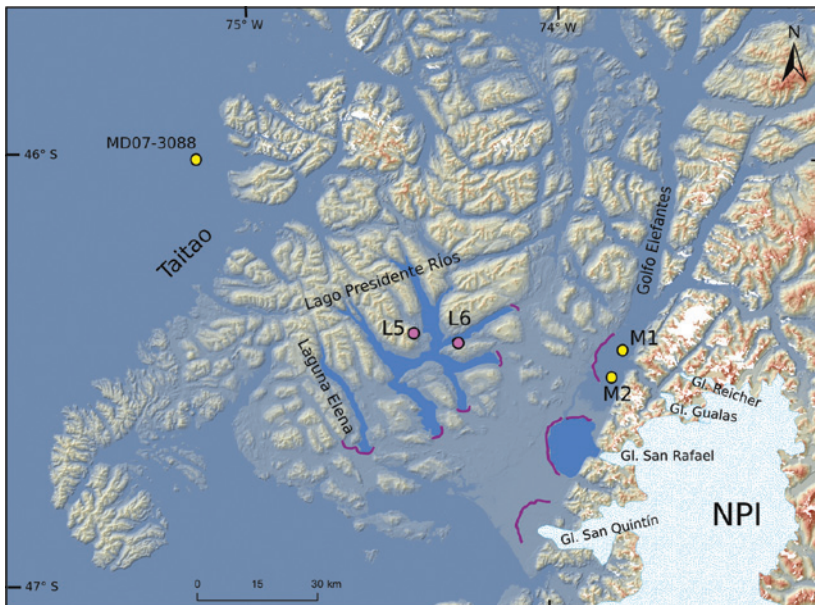 75° W
74° W
N
MD07-3088
46° S
Taitao
Golfo Elefantes
Lago Presidente Ríos
L5
L6
M1
M2
Laguna Elena
Gl. Reicher
Gl. Gualas
Gl. San Rafael
NPI
Gl. San Quintín
47° S
0 15 30 km